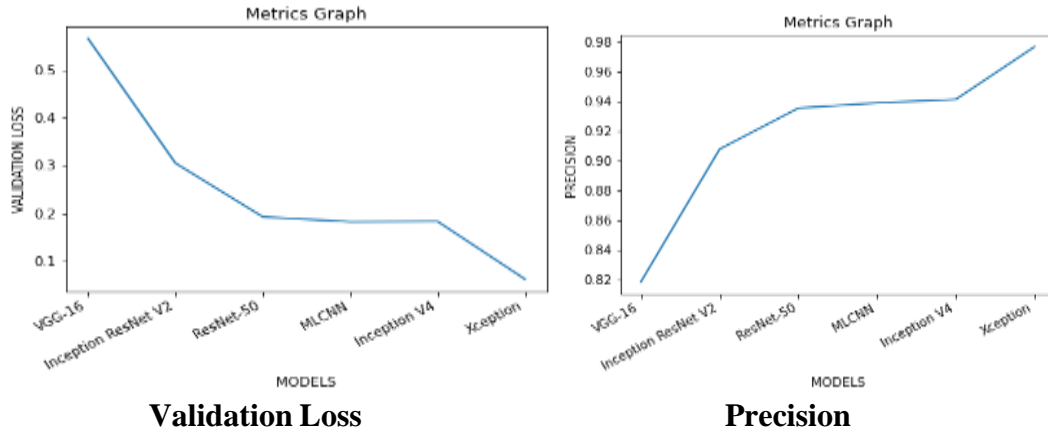 Metrics Graph
VALIDATION LOSS
0.5
0.4
0.3
0.2
0.1
VGG-16
Inception ResNet V2
ResNet-50
MLCNN
Inception V4
Xception
MODELS
Validation Loss
Metrics Graph
PRECISION
0.98
0.96
0.94
0.92
0.90
0.88
0.86
0.84
0.82
VGG-16
Inception ResNet V2
ResNet-50
MLCNN
Inception V4
Xception
MODELS
Precision